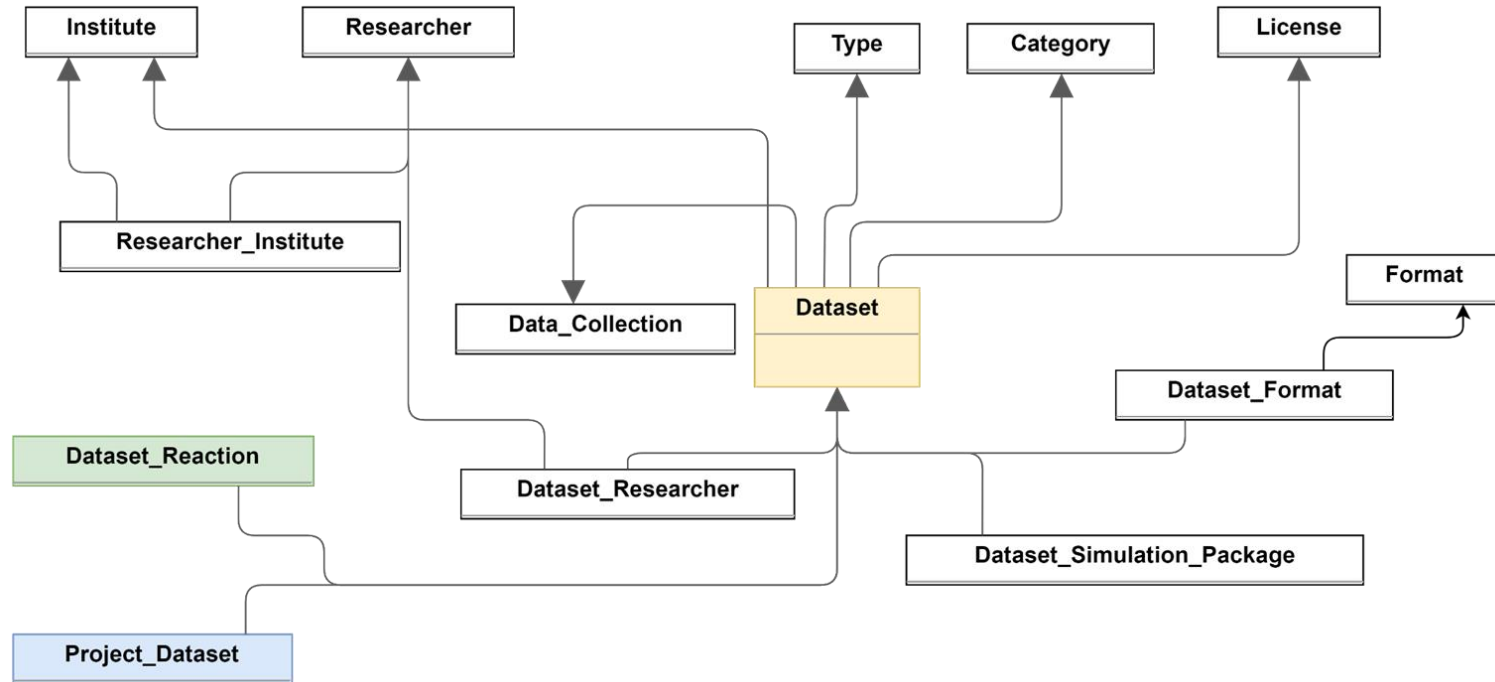 Institute
Researcher
Type
Category
License
Researcher_Institute
Format
Data_Collection
Dataset
Dataset_Format
Dataset_Reaction
Dataset_Researcher
Dataset_Simulation_Package
Project_Dataset